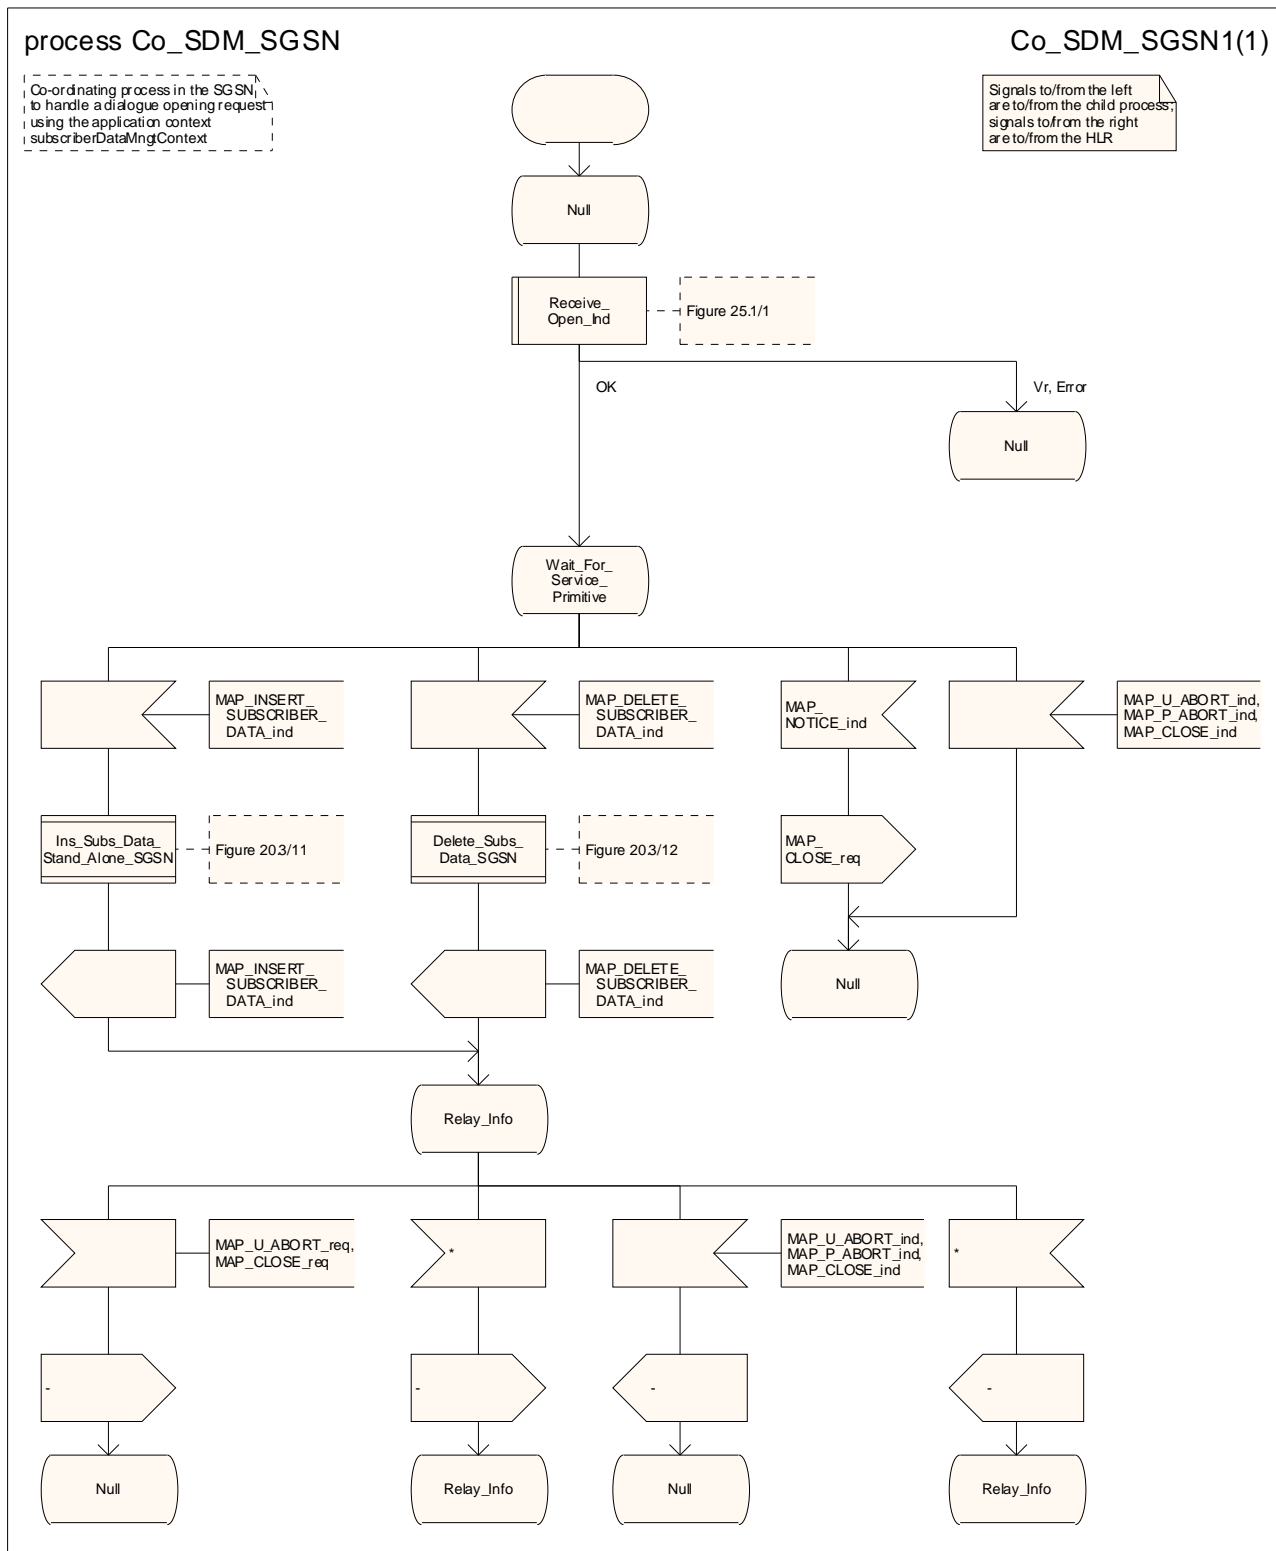 process Co_SDM_SGSN
Co_SDM_SGSN1(1)
Co-ordinating process in the SGSN
to handle a dialogue opening request
using the application context
subscriberDataMngtContext
Signals to/from the left
are to/from the child process;
signals to/from the right
are to/from the HLR
Null
Receive_
Open_Ind
Figure 25.1/1
OK
Vr, Error
Null
Wait_For_
Service_
Primitive
MAP_INSERT_
SUBSCRIBER_
DATA_ind
MAP_DELETE_
SUBSCRIBER_
DATA_ind
MAP_
NOTICE_ind
MAP_U_ABORT_ind,
MAP_P_ABORT_ind,
MAP_CLOSE_ind
Ins_Subs_Data_
Stand_Alone_SGSN
Figure 20.3/11
Delete_Subs_
Data_SGSN
Figure 20.3/12
MAP_
CLOSE_req
MAP_INSERT_
SUBSCRIBER_
DATA_ind
MAP_DELETE_
SUBSCRIBER_
DATA_ind
Null
Relay_Info
MAP_U_ABORT_req,
MAP_CLOSE_req
*
MAP_U_ABORT_ind,
MAP_P_ABORT_ind,
MAP_CLOSE_ind
*
-
-
-
-
Null
Relay_Info
Null
Relay_Info